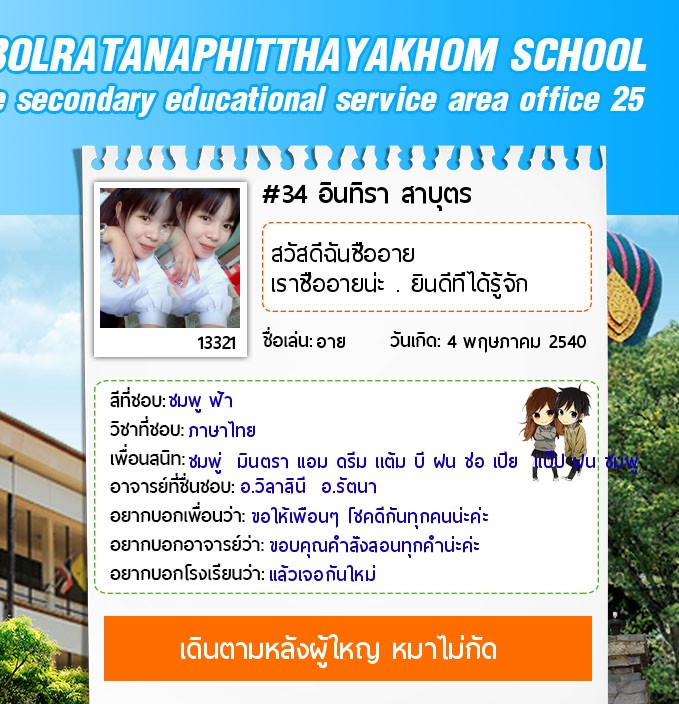 BOLRATANAPHITTHAYAKHOM SCHOOL
e secondary educational service area office 25
#34 อินทิรา สาบุตร
สวัสดีฉันชื่ออาย
เราชื่ออายน่ะ . ยินดีที่ได้รู้จัก
13321
ชื่อเล่น: อาย วันเกิด: 4 พฤษภาคม 2540
สีที่ชอบ: ชมพู ฟ้า
วิชาที่ชอบ: ภาษาไทย
เพื่อนสนิท: ชมพู่ มินตรา แอม ดรีม แต้ม บี ฝน ช่อ เปีย แป๊ป ฝน ชมพู่
อาจารย์ที่ชื่นชอบ: อ.วิลาสินี อ.รัตนา
อยากบอกเพื่อนว่า: ขอให้เพื่อนๆ โชคดีกันทุกคนน่ะค่ะ
อยากบอกอาจารย์ว่า: ขอบคุณคำสั่งสอนทุกคำน่ะค่ะ
อยากบอกโรงเรียนว่า: แล้วเจอกันใหม่
เดินตามหลังผู้ใหญ่ หมาไม่กัด